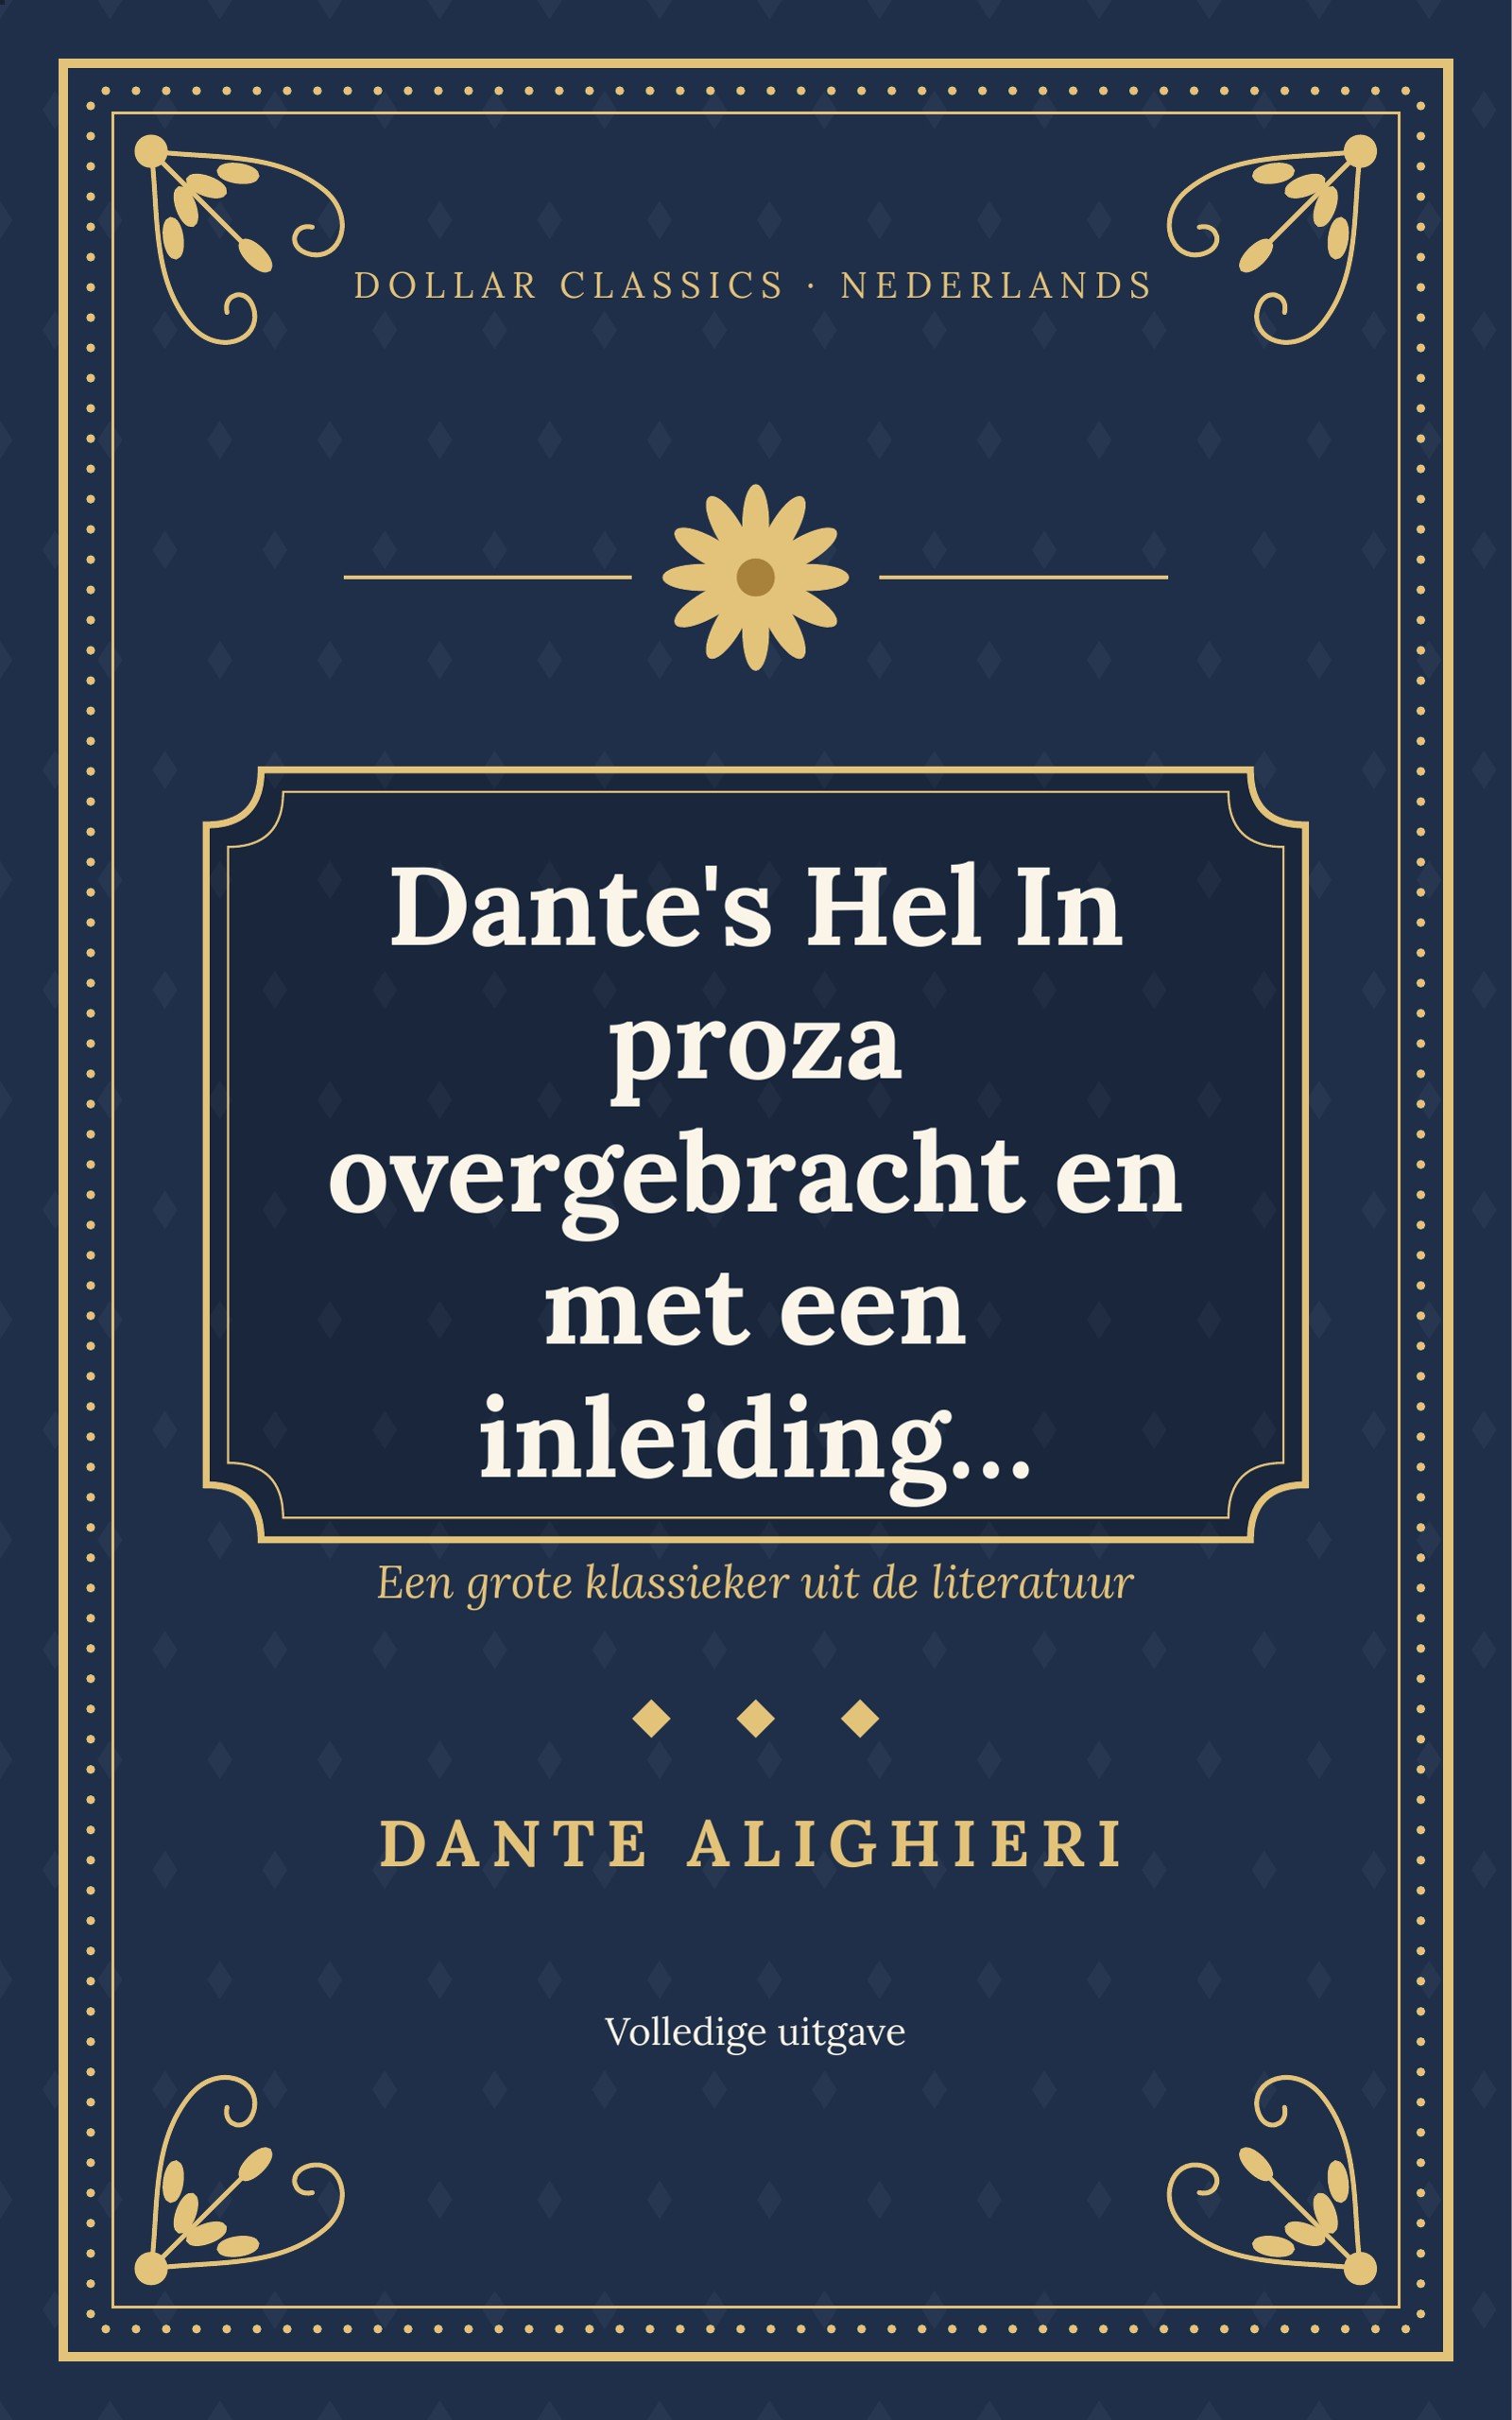 DOLLAR CLASSICS · NEDERLANDS
Dante's Hel In
proza
overgebracht en
met een
inleiding...
Een grote klassieker uit de literatuur
DANTE ALIGHIERI
Volledige uitgave